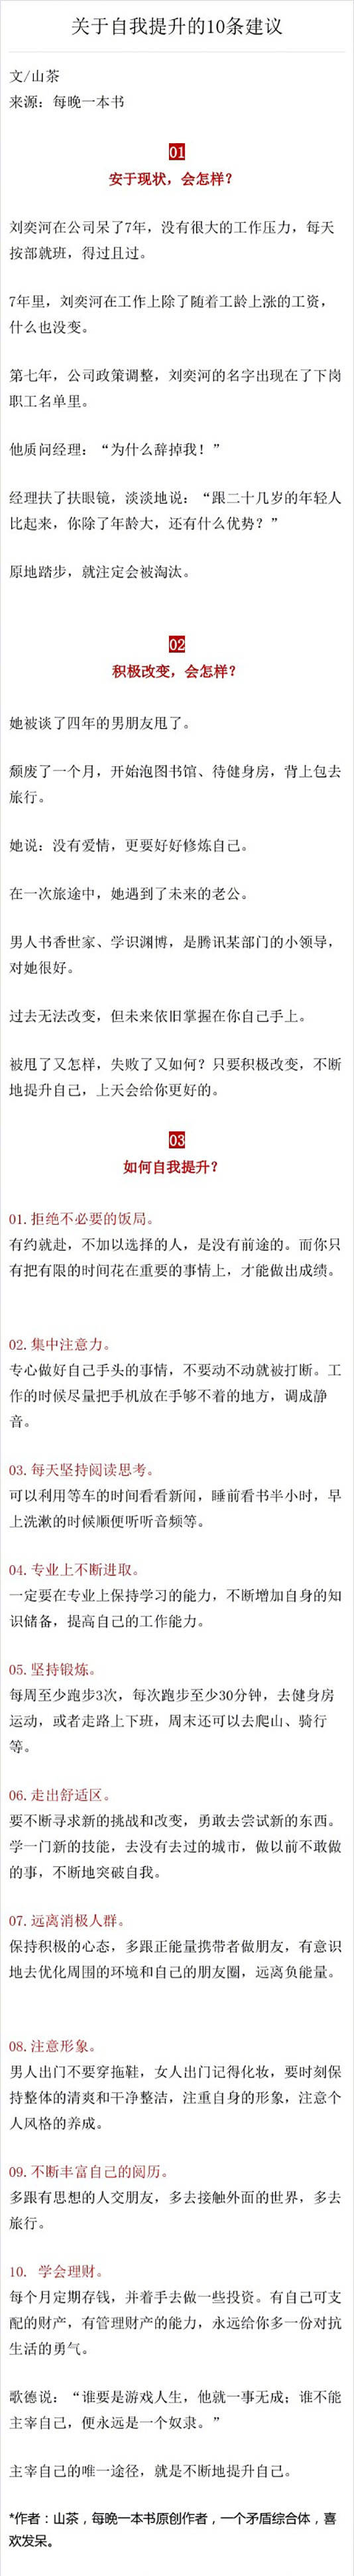 关于自我提升的10条建议
文/山茶
来源：每晚一本书
01
安于现状，会怎样？
刘奕河在公司呆了7年，没有很大的工作压力，每天
按部就班，得过且过。
7年里，刘奕河在工作上除了随着工龄上涨的工资，
什么也没变。
第七年，公司政策调整，刘奕河的名字出现在了下岗
职工名单里。
他质问经理：“为什么辞掉我！”
经理扶了扶眼镜，淡淡地说：“跟二十几岁的年轻人
比起来，你除了年龄大，还有什么优势？”
原地踏步，就注定会被淘汰。
02
积极改变，会怎样？
她被谈了四年的男朋友甩了。
颓废了一个月，开始泡图书馆、待健身房，背上包去
旅行。
她说：没有爱情，更要好好修炼自己。
在一次旅途中，她遇到了未来的老公。
男人书香世家、学识渊博，是腾讯某部门的小领导，
对她很好。
过去无法改变，但未来依旧掌握在你自己手上。
被甩了又怎样，失败了又如何？只要积极改变，不断
地提升自己，上天会给你更好的。
03
如何自我提升？
01.拒绝不必要的饭局。
有约就赴，不加以选择的人，是没有前途的。而你只
有把有限的时间花在重要的事情上，才能做出成绩。
02.集中注意力。
专心做好自己手头的事情，不要动不动就被打断。工
作的时候尽量把手机放在手够不着的地方，调成静
音。
03.每天坚持阅读思考。
可以利用等车的时间看看新闻，睡前看书半小时，早
上洗漱的时候顺便听听音频等。
04.专业上不断进取。
一定要在专业上保持学习的能力，不断增加自身的知
识储备，提高自己的工作能力。
05.坚持锻炼。
每周至少跑步3次，每次跑步至少30分钟，去健身房
运动，或者走路上下班，周末还可以去爬山、骑行
等。
06.走出舒适区。
要不断寻求新的挑战和改变，勇敢去尝试新的东西。
学一门新的技能，去没有去过的城市，做以前不敢做
的事，不断地突破自我。
07.远离消极人群。
保持积极的心态，多跟正能量携带者做朋友，有意识
地去优化周围的环境和自己的朋友圈，远离负能量。
08.注意形象。
男人出门不要穿拖鞋，女人出门记得化妆，要时刻保
持整体的清爽和干净整洁，注重自身的形象，注意个
人风格的养成。
09.不断丰富自己的阅历。
多跟有思想的人交朋友，多去接触外面的世界，多去
旅行。
10. 学会理财。
每个月定期存钱，并着手去做一些投资。有自己可支
配的财产，有管理财产的能力，永远给你多一份对抗
生活的勇气。
歌德说：“谁要是游戏人生，他就一事无成；谁不能
主宰自己，便永远是一个奴隶。”
主宰自己的唯一途径，就是不断地提升自己。
*作者：山茶，每晚一本书原创作者，一个矛盾综合体，喜
欢发呆。